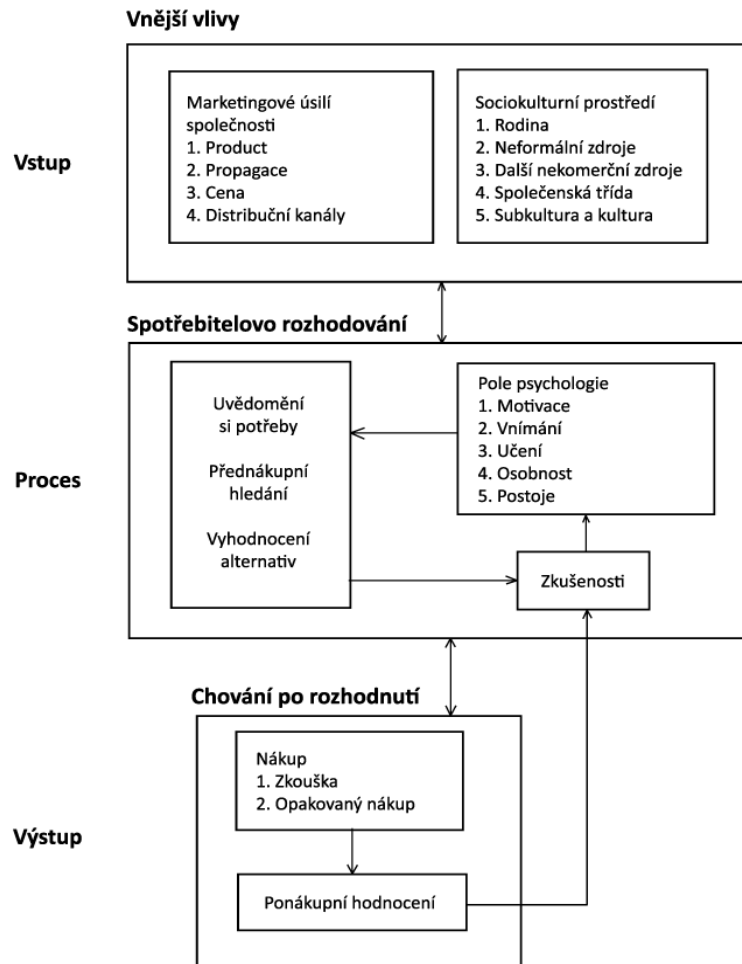 Vnější vlivy
Vstup
Marketingové úsilí
společnosti
1. Product
2. Propagace
3. Cena
4. Distribuční kanály
Sociokulturní prostředí
1. Rodina
2. Neformální zdroje
3. Další nekomerční zdroje
4. Společenská třída
5. Subkultura a kultura
Spotřebitelovo rozhodování
Proces
Uvědomění
si potřeby
Přednákupní
hledání
Vyhodnocení
alternativ
Pole psychologie
1. Motivace
2. Vnímání
3. Učení
4. Osobnost
5. Postoje
Zkušenosti
Chování po rozhodnutí
Výstup
Nákup
1. Zkouška
2. Opakovaný nákup
Ponákupní hodnocení